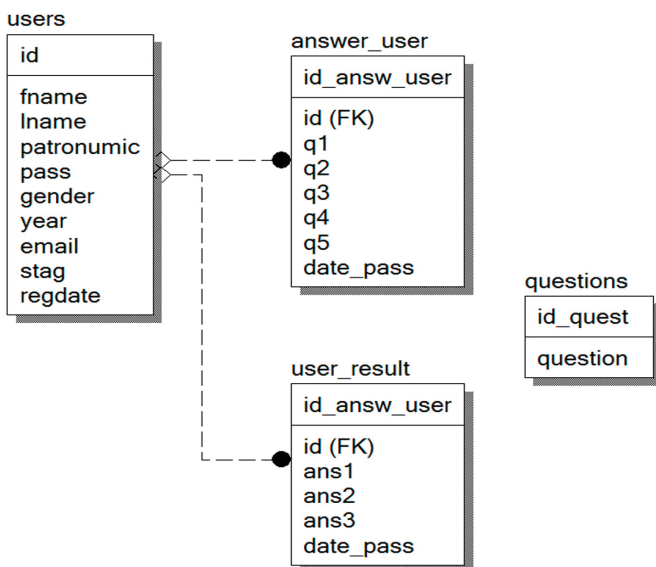 users
id
fname
lname
patronumic
pass
gender
year
email
stag
regdate
answer_user
id_answ_user
id (FK)
q1
q2
q3
q4
q5
date_pass
questions
id_quest
question
user_result
id_answ_user
id (FK)
ans1
ans2
ans3
date_pass